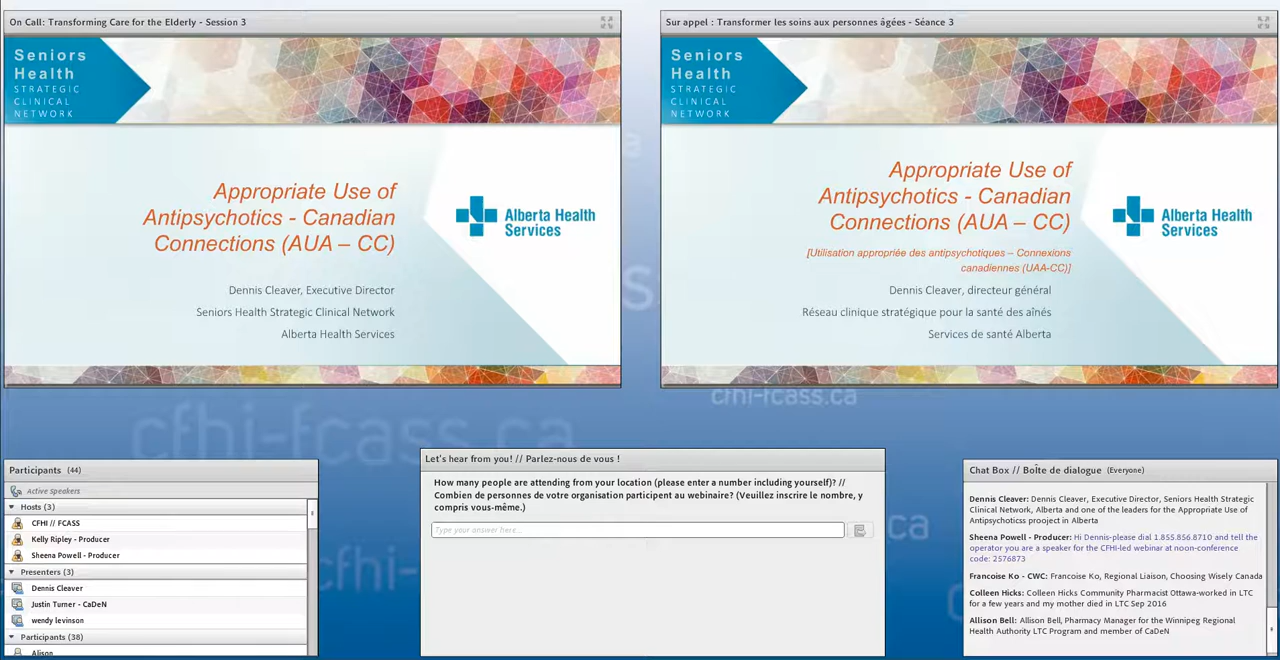 On Call: Transforming Care for the Elderly - Session 3
Seniors
Health
STRATEGIC
CLINICAL
NETWORK
Appropriate Use of
Antipsychotics - Canadian
Connections (AUA – CC)
Alberta Health
Services
Dennis Cleaver, Executive Director
Seniors Health Strategic Clinical Network
Alberta Health Services
Sur appel : Transformer les soins aux personnes âgées - Séance 3
Seniors
Health
STRATEGIC
CLINICAL
NETWORK
Appropriate Use of
Antipsychotics - Canadian
Connections (AUA – CC)
[Utilisation appropriée des antipsychotiques – Connexions
canadiennes (UAA-CC)]
Alberta Health
Services
Dennis Cleaver, directeur général
Réseau clinique stratégique pour la santé des aînés
Services de santé Alberta
cfhi-fcass.ca
cfhi-fcass.ca
Participants (44)
Active Speakers
Hosts (3)
CFHI // FCASS
Kelly Ripley - Producer
Sheena Powell - Producer
Presenters (3)
Dennis Cleaver
Justin Turner - CaDeN
wendy levinson
Participants (38)
Alison
Let's hear from you! // Parlez-nous de vous !
How many people are attending from your location (please enter a number including yourself)? //
Combien de personnes de votre organisation participent au webinaire? (Veuillez inscrire le nombre, y
compris vous-même.)
Type your answer here...
Chat Box // Boîte de dialogue (Everyone)
Dennis Cleaver: Dennis Cleaver, Executive Director, Seniors Health Strategic
Clinical Network, Alberta and one of the leaders for the Appropriate Use of
Antipsychotics prooject in Alberta
Sheena Powell - Producer: Hi Dennis-please dial 1.855.856.8710 and tell the
operator you are a speaker for the CFHI-led webinar at noon-conference
code: 2576873
Francoise Ko - CWC: Francoise Ko, Regional Liaison, Choosing Wisely Canada
Colleen Hicks: Colleen Hicks Community Pharmacist Ottawa-worked in LTC
for a few years and my mother died in LTC Sep 2016
Allison Bell: Allison Bell, Pharmacy Manager for the Winnipeg Regional
Health Authority LTC Program and member of CaDeN